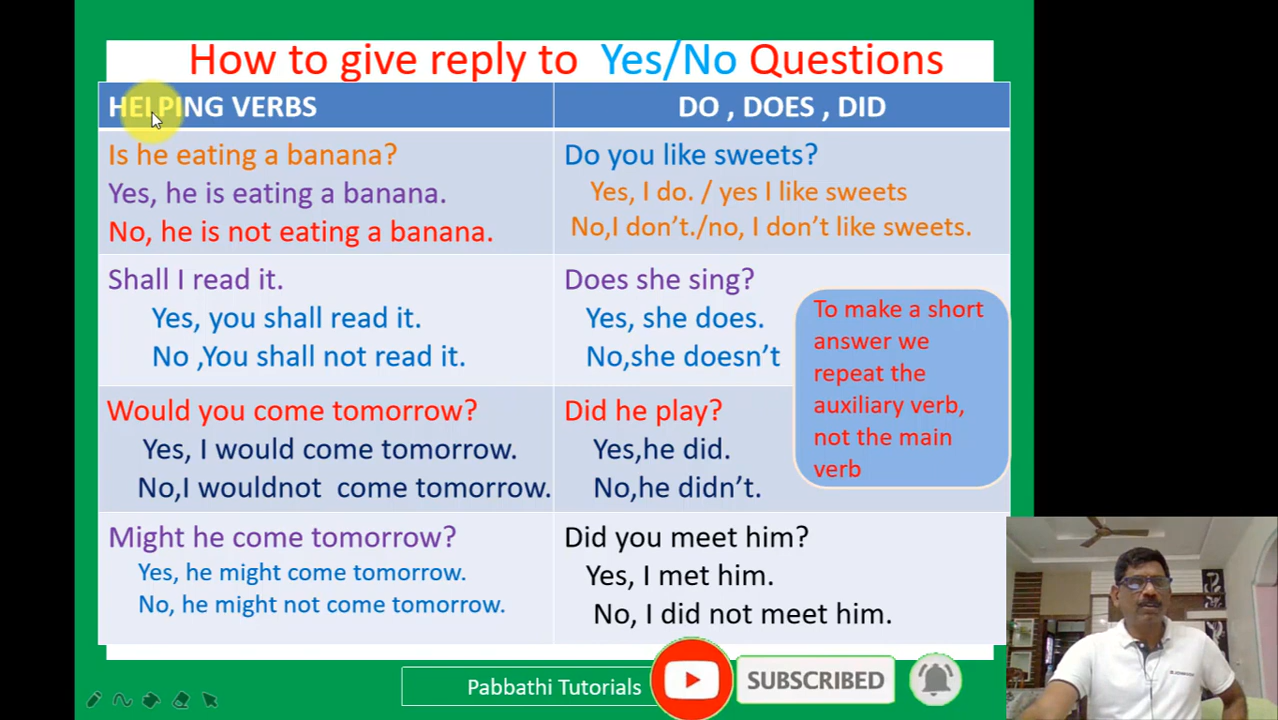 How to give reply to Yes/No Questions
HELPING VERBS
DO , DOES , DID
Is he eating a banana?
Yes, he is eating a banana.
No, he is not eating a banana.
Do you like sweets?
Yes, I do. / yes I like sweets
No,I don't./no, I don't like sweets.
Shall I read it.
Yes, you shall read it.
No ,You shall not read it.
Does she sing?
Yes, she does.
No,she doesn't
To make a short
answer we
repeat the
auxiliary verb,
not the main
verb
Would you come tomorrow?
Yes, I would come tomorrow.
No,I wouldnot come tomorrow.
Did he play?
Yes,he did.
No,he didn't.
Might he come tomorrow?
Yes, he might come tomorrow.
No, he might not come tomorrow.
Did you meet him?
Yes, I met him.
No, I did not meet him.
Pabbathi Tutorials
SUBSCRIBED